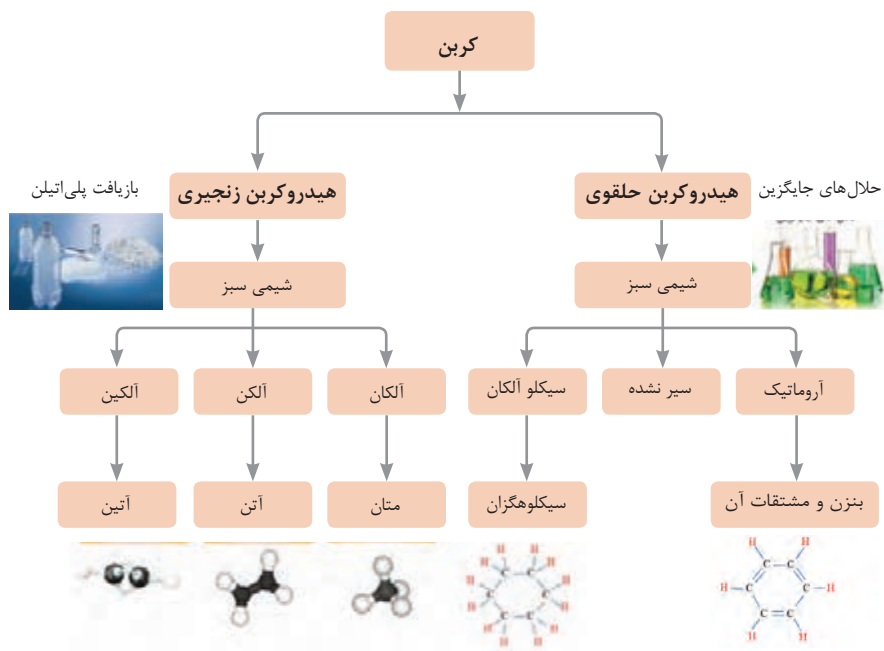 کربن
هیدروکربن حلقوی
هیدروکربن زنجیری
حلال‌های جایگزین
بازیافت پلی‌اتیلن
شیمی سبز
شیمی سبز
آروماتیک
سیر نشده
سیکلو آلکان
آلکان
آلکن
آلکین
بنزن و مشتقات آن
سیکلوهگزان
متان
آتن
آتین
H H
H C C H
C C
H C C H
H H
H H H H
H C C H
H C C H
H C C H
H H H H